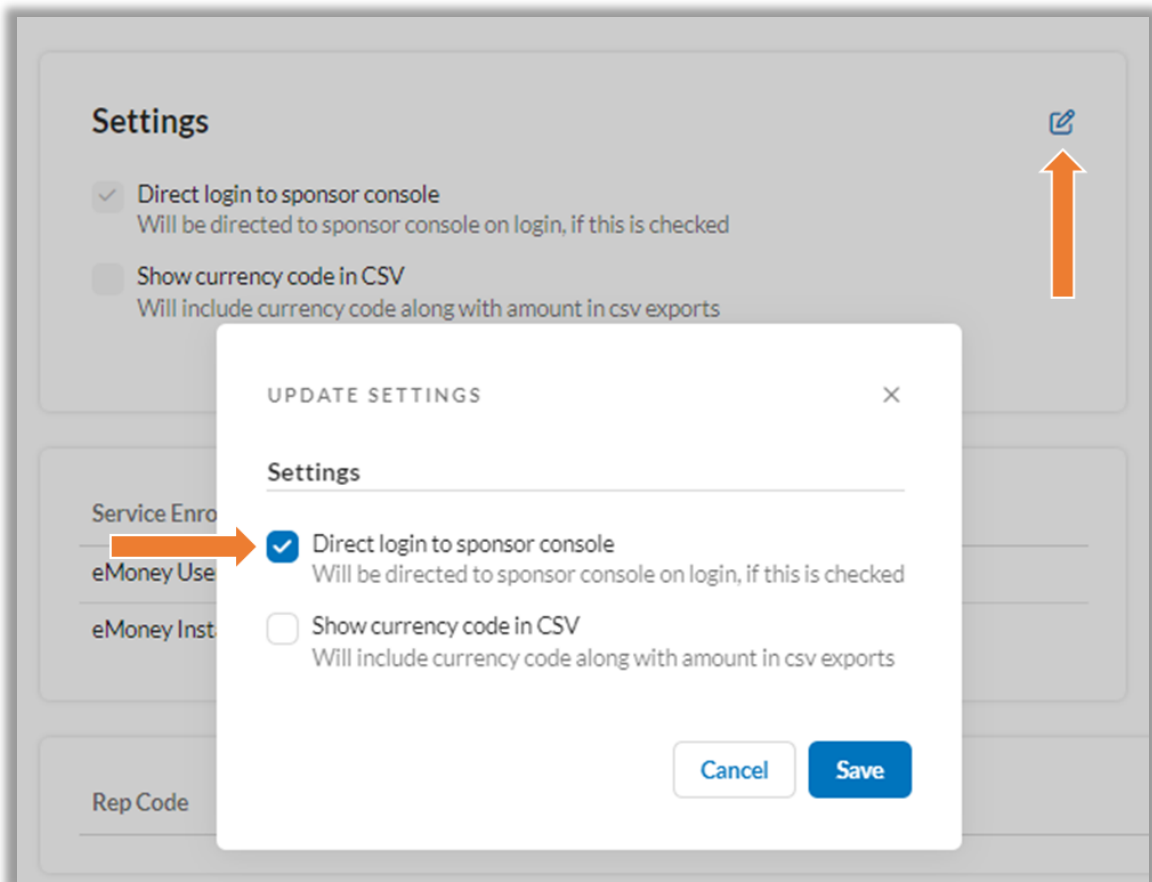 Settings
Direct login to sponsor console
Will be directed to sponsor console on login, if this is checked
Show currency code in CSV
Will include currency code along with amount in csv exports
UPDATE SETTINGS
Settings
Direct login to sponsor console
Will be directed to sponsor console on login, if this is checked
Show currency code in CSV
Will include currency code along with amount in csv exports
Cancel
Save
Service
eMoney
eMoney
Rep Code